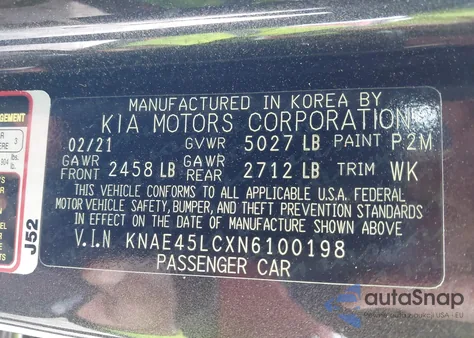 MANUFACTURED IN KOREA BY
KIA MOTORS CORPORATION
02/21 GVWR 5027 LB PAINT P2M
GAWR FRONT 2458 LB GAWR REAR 2712 LB TRIM WK
THIS VEHICLE CONFORMS TO ALL APPLICABLE U.S.A. FEDERAL
MOTOR VEHICLE SAFETY, BUMPER, AND THEFT PREVENTION STANDARDS
IN EFFECT ON THE DATE OF MANUFACTURE SHOWN ABOVE
V.I.N KNAE45LCXN6100198
PASSENGER CAR
J52
autoSnap